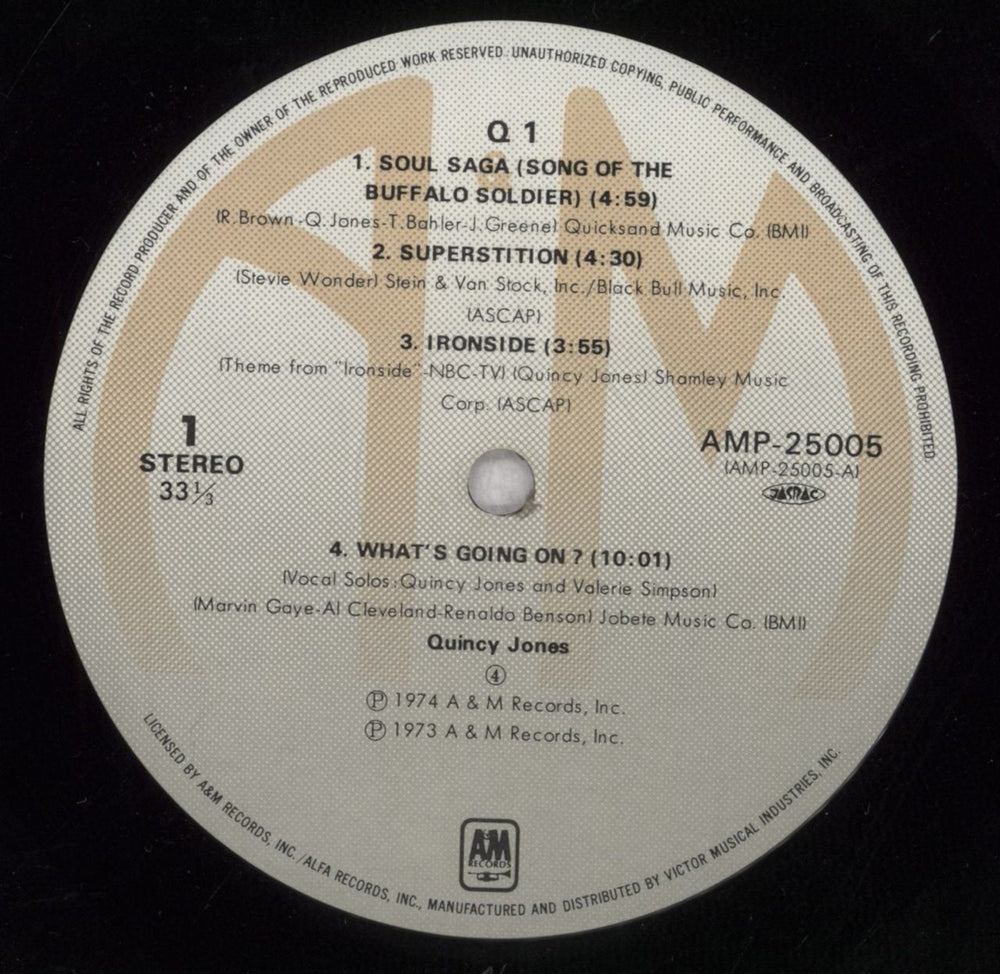 ALL RIGHTS OF THE RECORD PRODUCER AND OF THE OWNER OF THE REPRODUCED WORK RESERVED UNAUTHORIZED COPYING, PUBLIC PERFORMANCE AND BROADCASTING OF THIS RECORDING PROHIBITED.
Q 1
1. SOUL SAGA (SONG OF THE
BUFFALO SOLDIER) (4:59)
(R. Brown-Q. Jones-T. Bahler-J. Greene) Quicksand Music Co. (BMI)
2. SUPERSTITION (4:30)
(Stevie Wonder) Stein & Van Stock, Inc./Black Bull Music, Inc.
(ASCAP)
3. IRONSIDE (3:55)
(Theme from "Ironside"-NBC-TV) (Quincy Jones) Shamley Music
Corp. (ASCAP)
1
STEREO
33⅓
AMP-25005
(AMP-25005-A)
JASRAC
4. WHAT'S GOING ON ? (10:01)
(Vocal Solos:Quincy Jones and Valerie Simpson)
(Marvin Gaye-Al Cleveland-Renaldo Benson) Jobete Music Co. (BMI)
Quincy Jones
④
Ⓟ 1974 A & M Records, Inc.
Ⓟ 1973 A & M Records, Inc.
A&M
RECORDS
LICENSED BY A&M RECORDS, INC./ALFA RECORDS, INC., MANUFACTURED AND DISTRIBUTED BY VICTOR MUSICAL INDUSTRIES, INC.